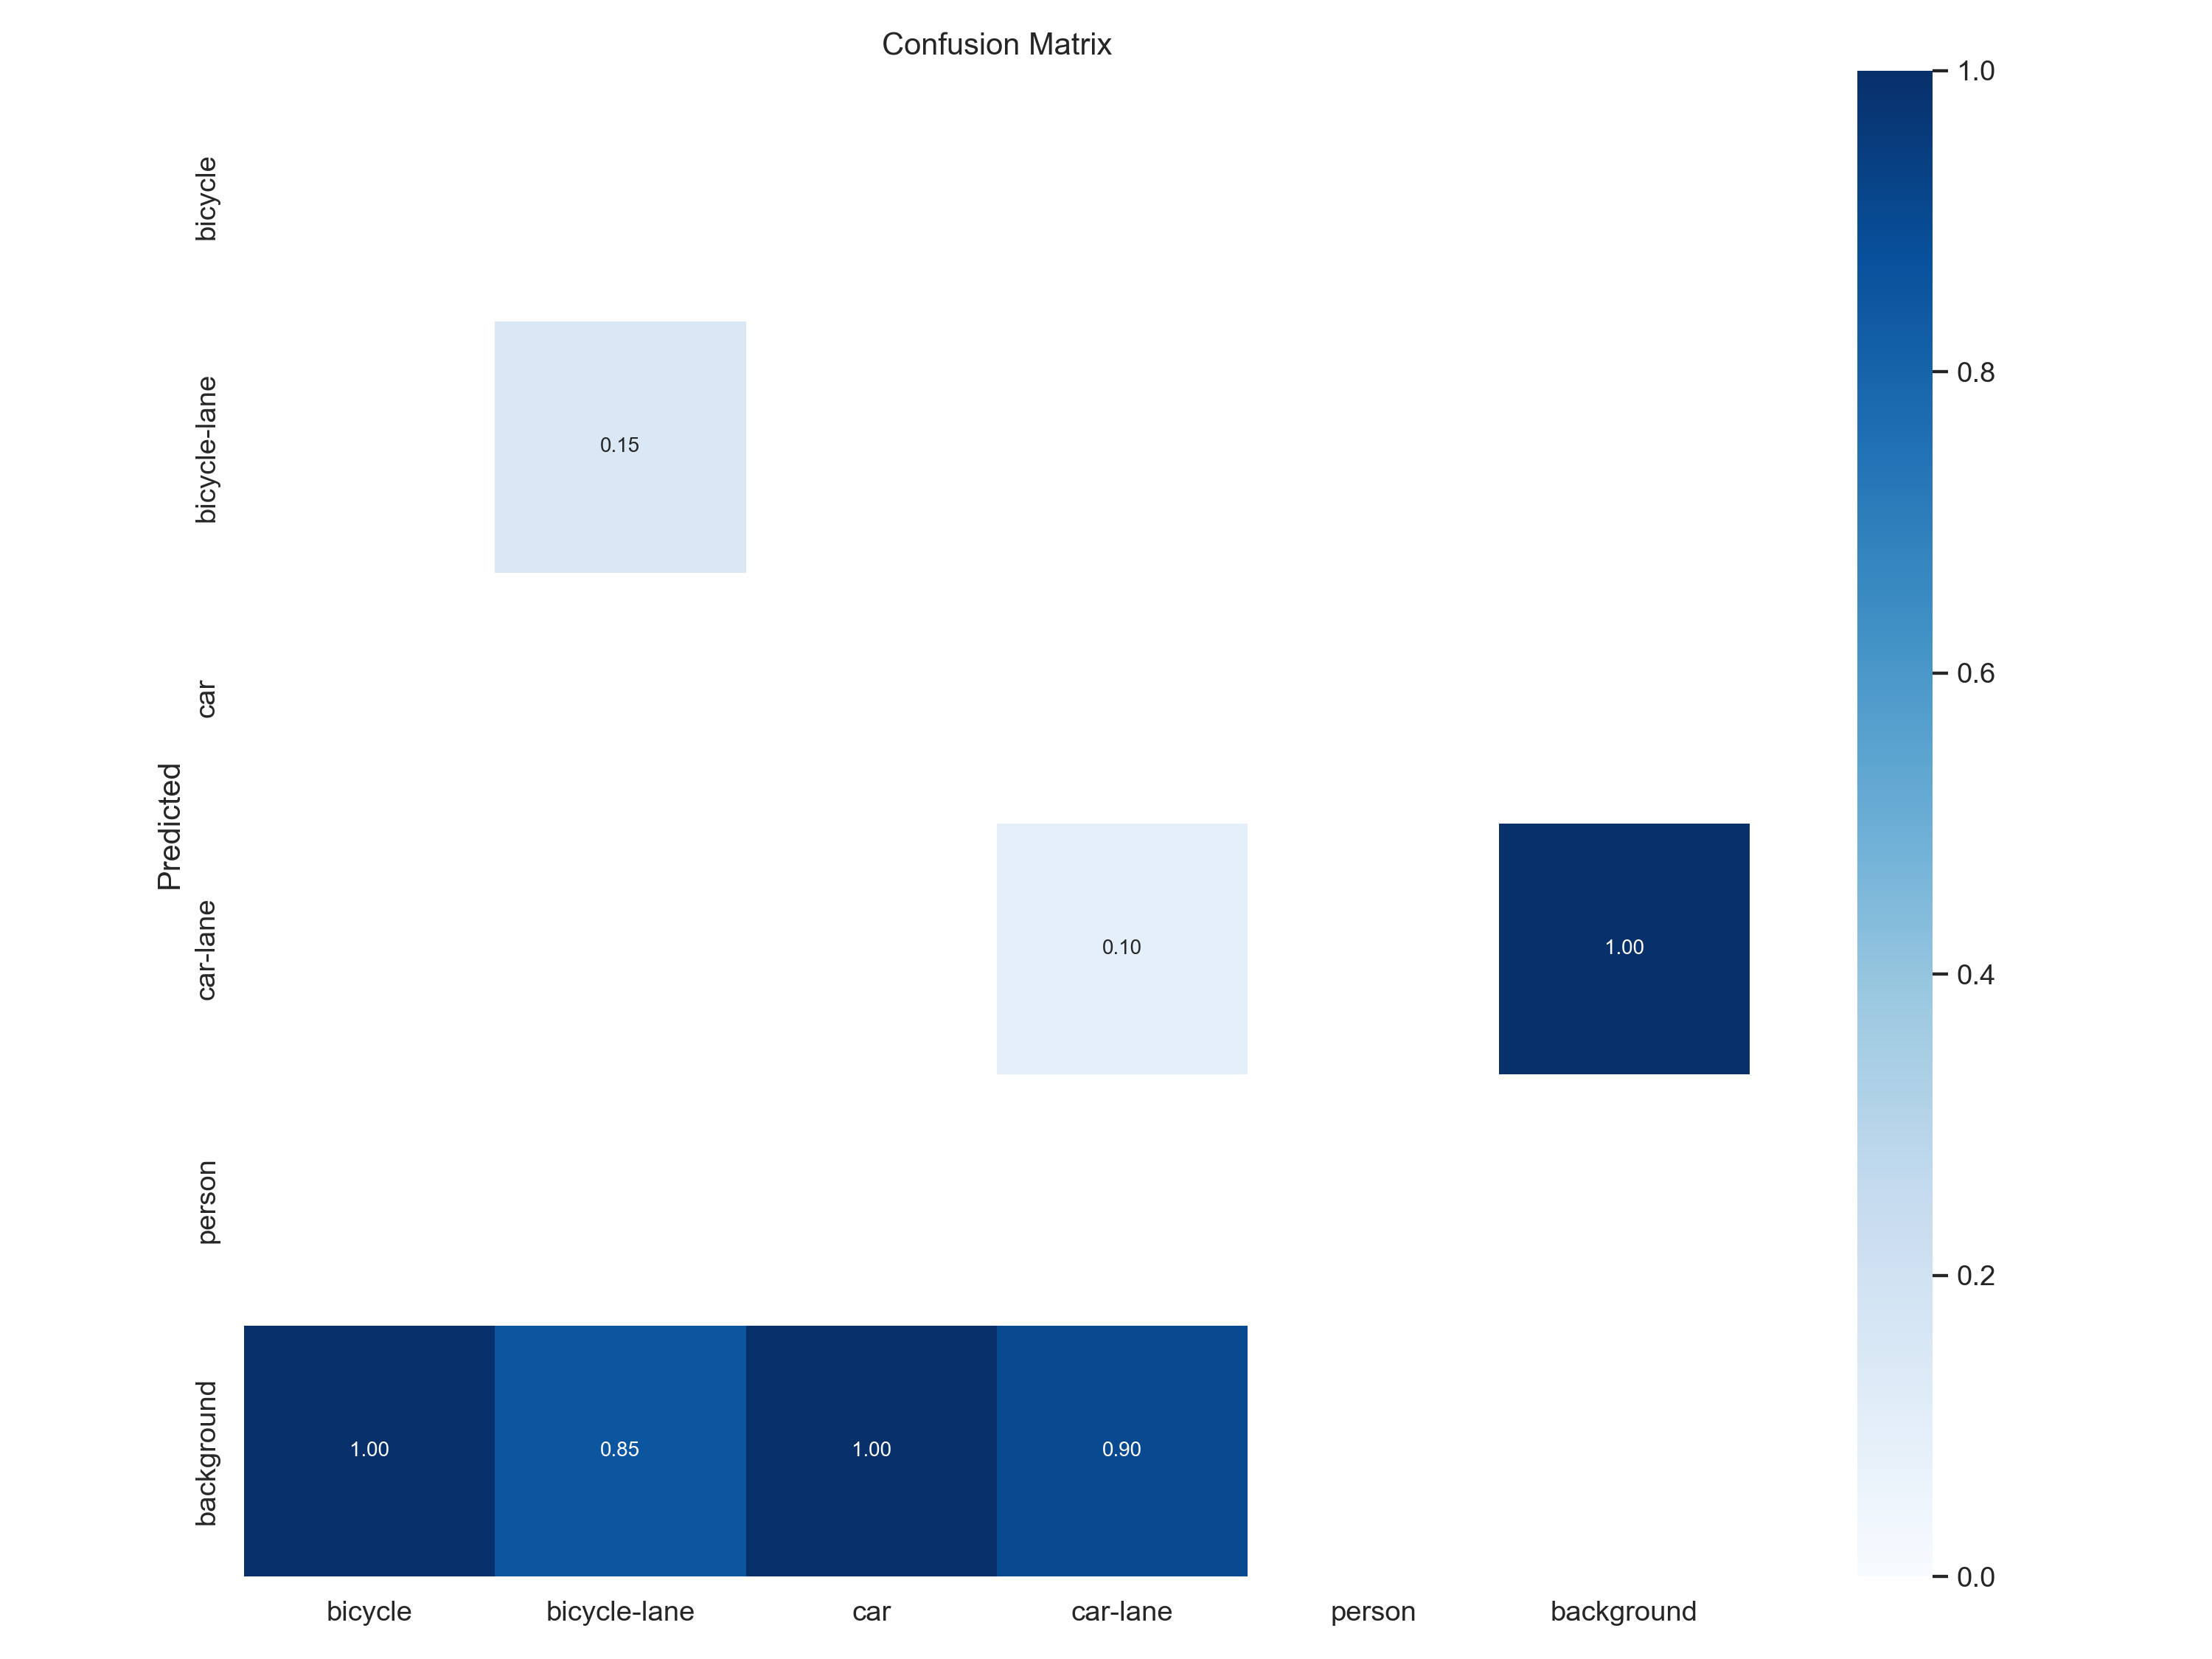 Confusion Matrix
1.0
bicycle
0.8
bicycle-lane
0.15
car
0.6
Predicted
car-lane
0.10
1.00
0.4
person
0.2
background
1.00
0.85
1.00
0.90
0.0
bicycle
bicycle-lane
car
car-lane
person
background